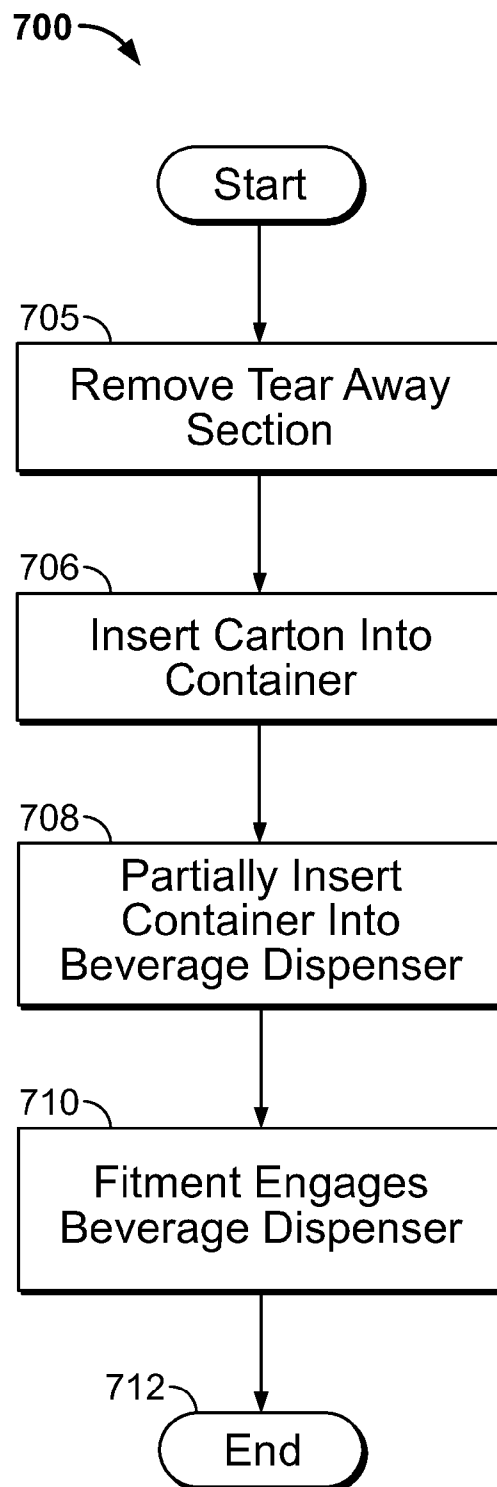 700
Start
705
Remove Tear Away
Section
706
Insert Carton Into
Container
708
Partially Insert
Container Into
Beverage Dispenser
710
Fitment Engages
Beverage Dispenser
712
End